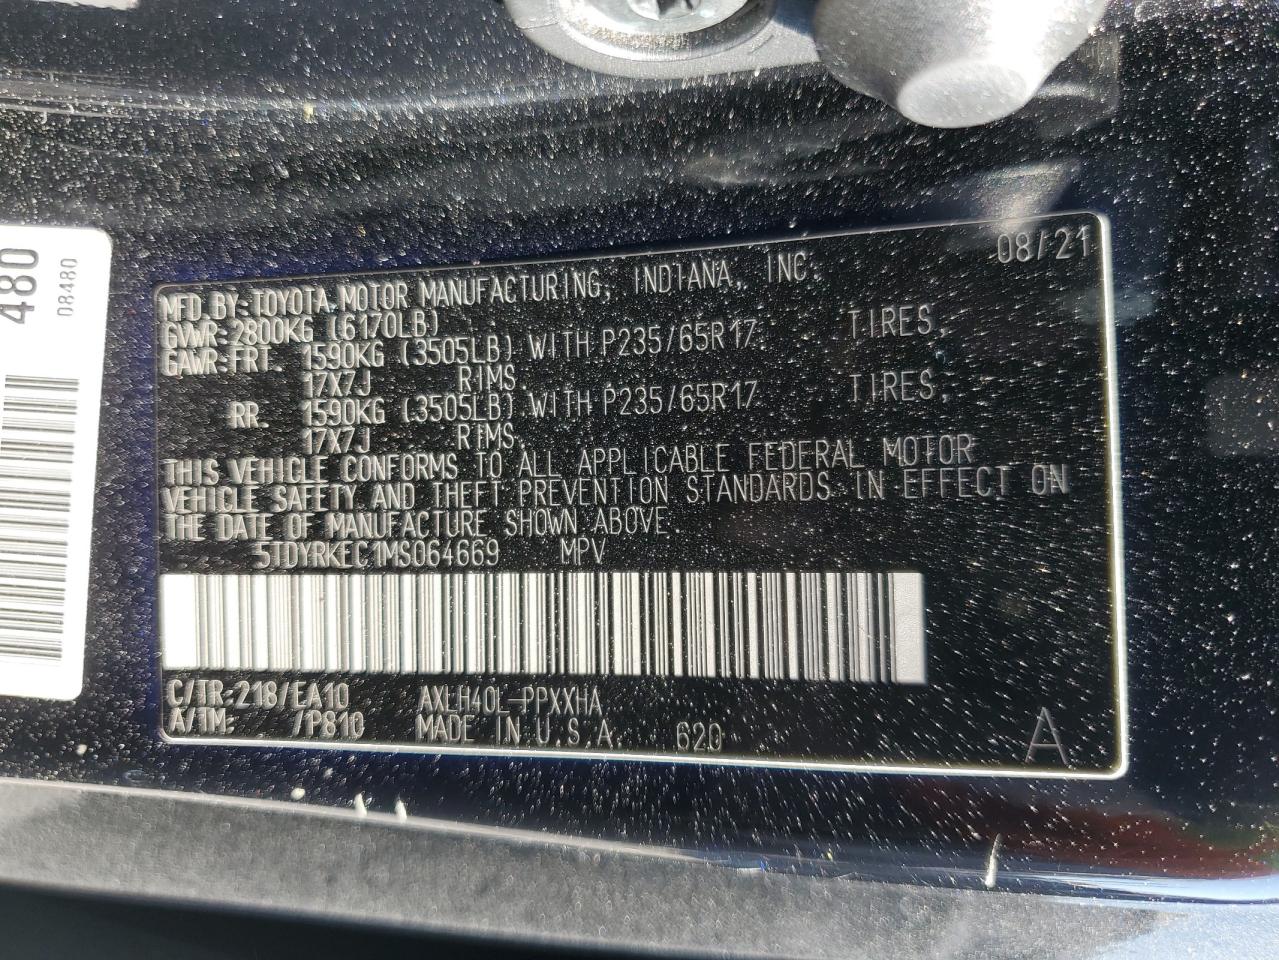 480
08480
08/21
MFD.BY:TOYOTA MOTOR MANUFACTURING, INDIANA, INC.
GVWR:2800KG (6170LB)
GAWR:FRT. 1590KG (3505LB) WITH P235/65R17 TIRES,
17X7J RIMS.
RR. 1590KG (3505LB) WITH P235/65R17 TIRES,
17X7J RIMS.
THIS VEHICLE CONFORMS TO ALL APPLICABLE FEDERAL MOTOR
VEHICLE SAFETY AND THEFT PREVENTION STANDARDS IN EFFECT ON
THE DATE OF MANUFACTURE SHOWN ABOVE.
5TDYRKEC1MS064669 MPV
C/TR:218/EA10 AXLH40L-PPXXHA
A/TM: /P810 MADE IN U.S.A. 620
A